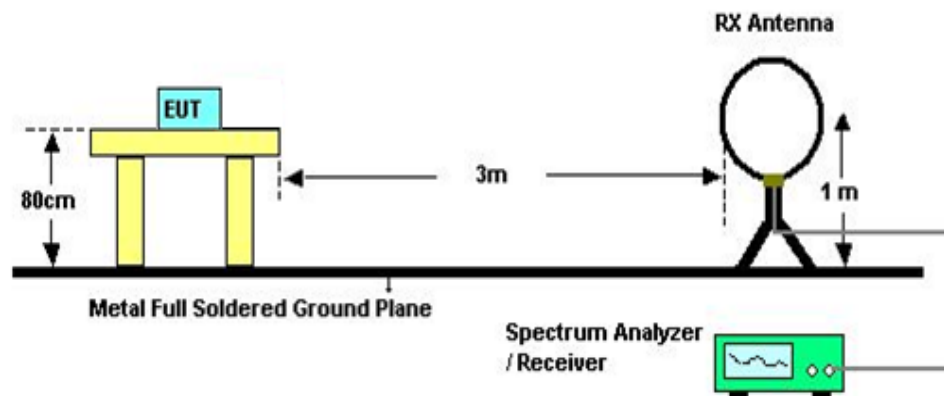 RX Antenna
EUT
80cm
3m
1 m
Metal Full Soldered Ground Plane
Spectrum Analyzer
/ Receiver